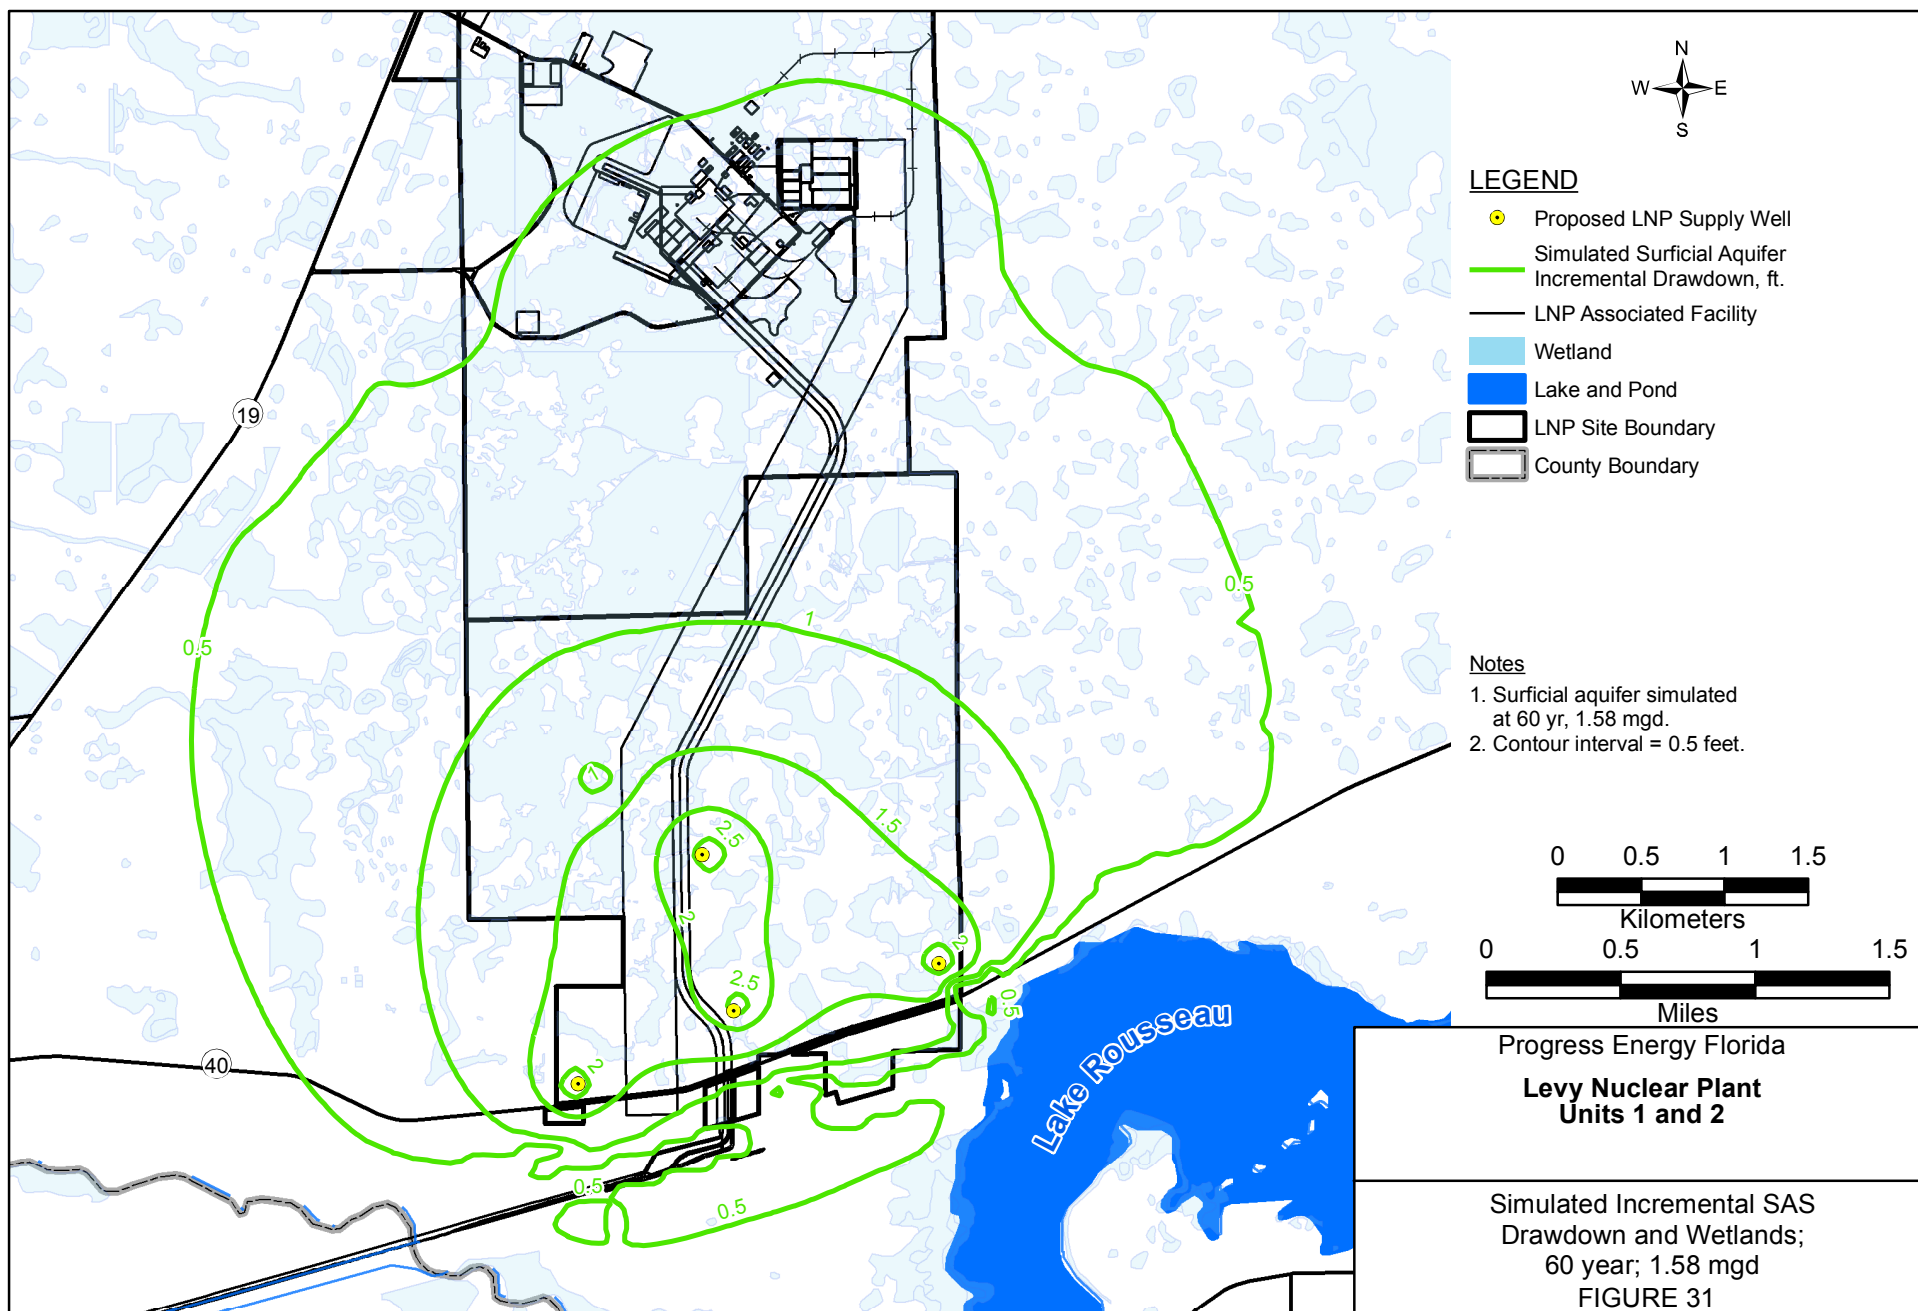 N
W E
S
LEGEND
Proposed LNP Supply Well
Simulated Surficial Aquifer
Incremental Drawdown, ft.
LNP Associated Facility
Wetland
Lake and Pond
LNP Site Boundary
County Boundary
19
0.5
0.5
1
1
1.5
2.5
2
2
2.5
0.5
2
40
0.5
0.5
Lake Rousseau
Notes
1. Surficial aquifer simulated
at 60 yr, 1.58 mgd.
2. Contour interval = 0.5 feet.
0 0.5 1 1.5
Kilometers
0 0.5 1 1.5
Miles
Progress Energy Florida
Levy Nuclear Plant
Units 1 and 2
Simulated Incremental SAS
Drawdown and Wetlands;
60 year; 1.58 mgd
FIGURE 31